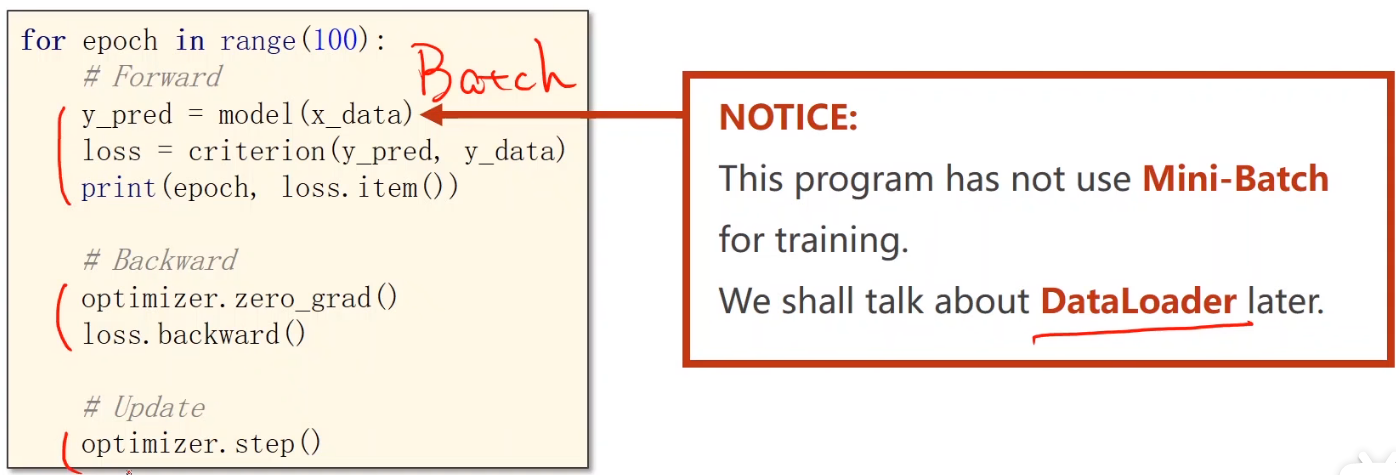 for epoch in range(100):
# Forward
y_pred = model(x_data)
loss = criterion(y_pred, y_data)
print(epoch, loss.item())
# Backward
optimizer.zero_grad()
loss.backward()
# Update
optimizer.step()
Batch
NOTICE:
This program has not use Mini-Batch
for training.
We shall talk about DataLoader later.